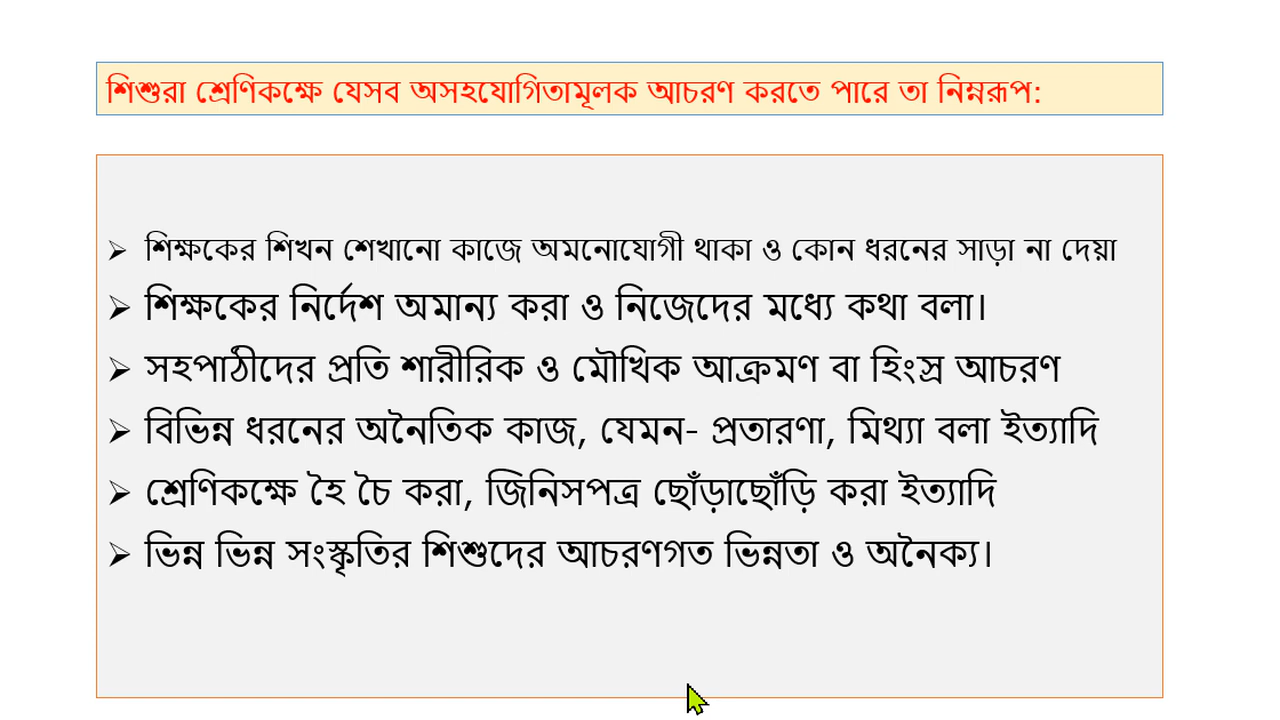 শিশুরা শ্রেণিকক্ষে যেসব অসহযোগিতামূলক আচরণ করতে পারে তা নিম্নরূপ:
➢ শিক্ষকের শিখন শেখানো কাজে অমনোযোগী থাকা ও কোন ধরনের সাড়া না দেয়া
➢ শিক্ষকের নির্দেশ অমান্য করা ও নিজেদের মধ্যে কথা বলা।
➢ সহপাঠীদের প্রতি শারীরিক ও মৌখিক আক্রমণ বা হিংস্র আচরণ
➢ বিভিন্ন ধরনের অনৈতিক কাজ, যেমন- প্রতারণা, মিথ্যা বলা ইত্যাদি
➢ শ্রেণিকক্ষে হৈ চৈ করা, জিনিসপত্র ছোঁড়াছোঁড়ি করা ইত্যাদি
➢ ভিন্ন ভিন্ন সংস্কৃতির শিশুদের আচরণগত ভিন্নতা ও অনৈক্য।